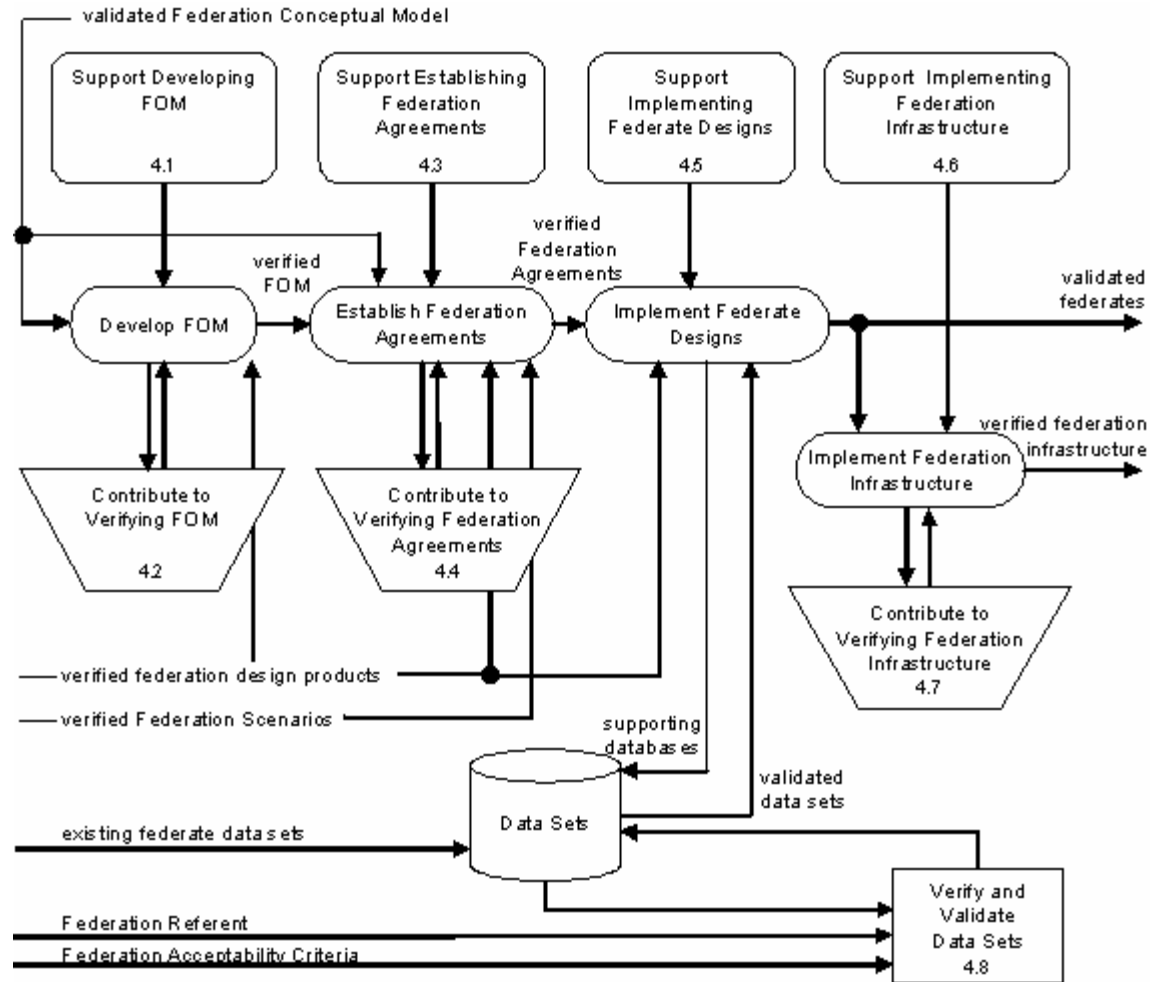 validated Federation Conceptual Model
Support Developing
FOM
4.1
Support Establishing
Federation
Agreements
4.3
Support
Implementing
Federate Designs
4.5
Support Implementing
Federation
Infrastructure
4.6
verified
FOM
verified
Federation
Agreements
validated
federates
Develop FOM
Establish Federation
Agreements
Implement Federate
Designs
verified federation
infrastructure
Implement Federation
Infrastructure
Contribute to
Verifying FOM
4.2
Contribute to
Verifying Federation
Agreements
4.4
Contribute to
Verifying Federation
Infrastructure
4.7
verified federation design products
verified Federation Scenarios
supporting
databases
validated
data sets
Data Sets
existing federate data sets
Verify and
Validate
Data Sets
4.8
Federation Referent
Federation Acceptability Criteria